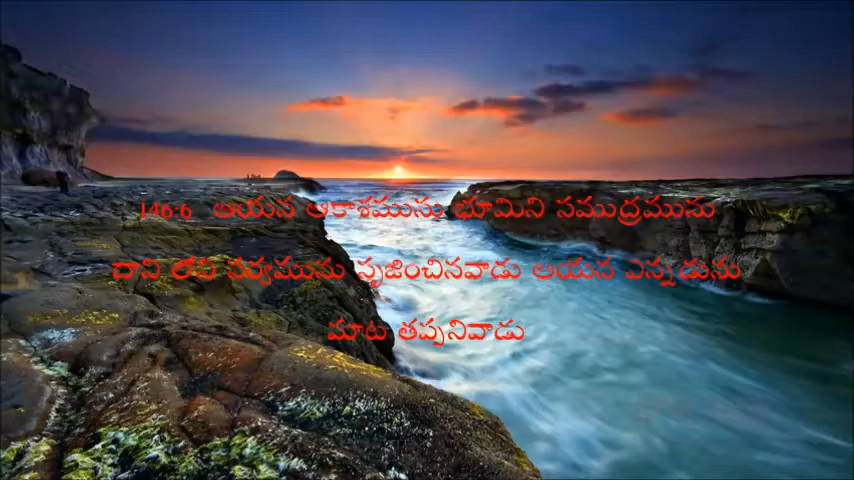 146:6 ఆయన ఆకాశమును భూమిని సముద్రమును
దాని లోని సర్వమును సృజించినవాడు ఆయన ఎన్నడును
మాట తప్పనివాడు